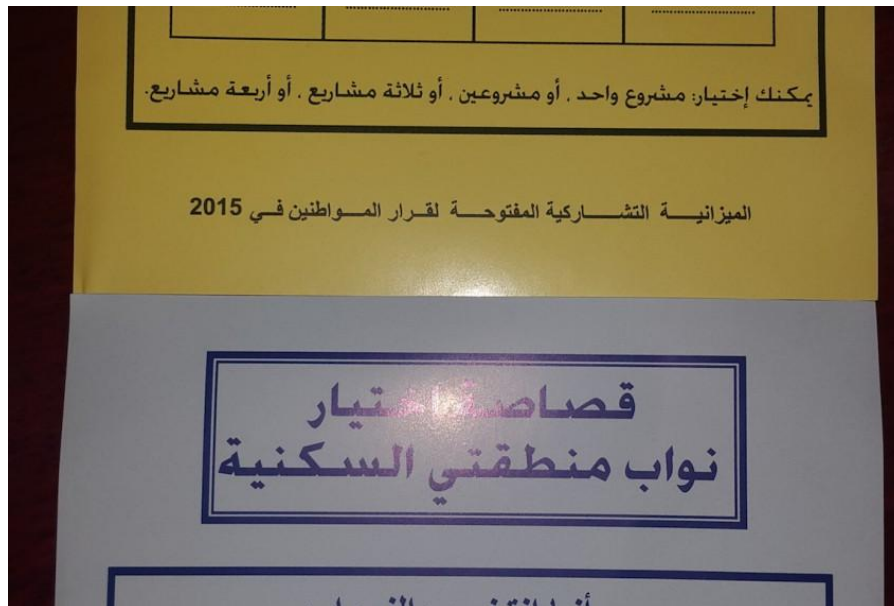 يمكنك إختيار: مشروع واحد , أو مشروعين , أو ثلاثة مشاريع , أو أربعة مشاريع.
الميزانيـــة التشـــاركية المفتوحـــة لقـرار المـــواطنين فــي 2015
قصاصة اختيار
نواب منطقتي السكنية